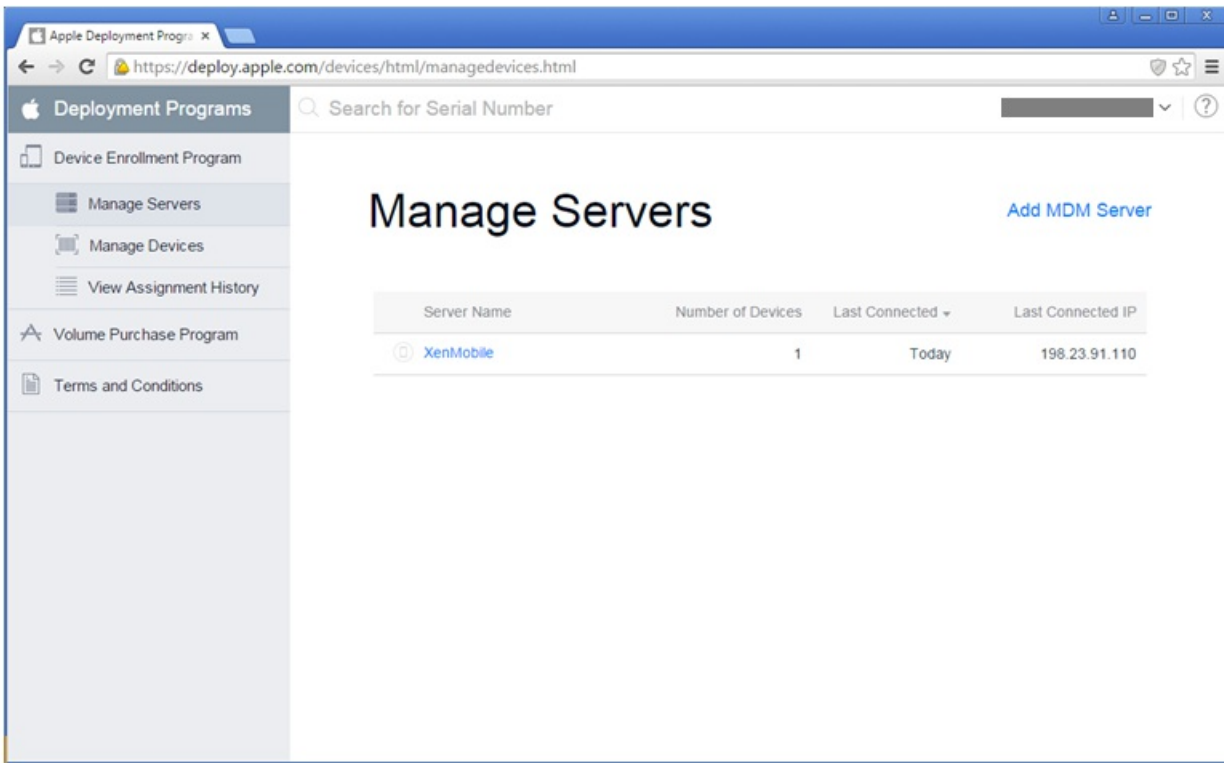 Apple Deployment Progra
https://deploy.apple.com/devices/html/managedevices.html
Deployment Programs
Search for Serial Number
Device Enrollment Program
Manage Servers
Manage Devices
View Assignment History
Volume Purchase Program
Terms and Conditions
Manage Servers
Add MDM Server
Server Name Number of Devices Last Connected Last Connected IP
XenMobile 1 Today 198.23.91.110